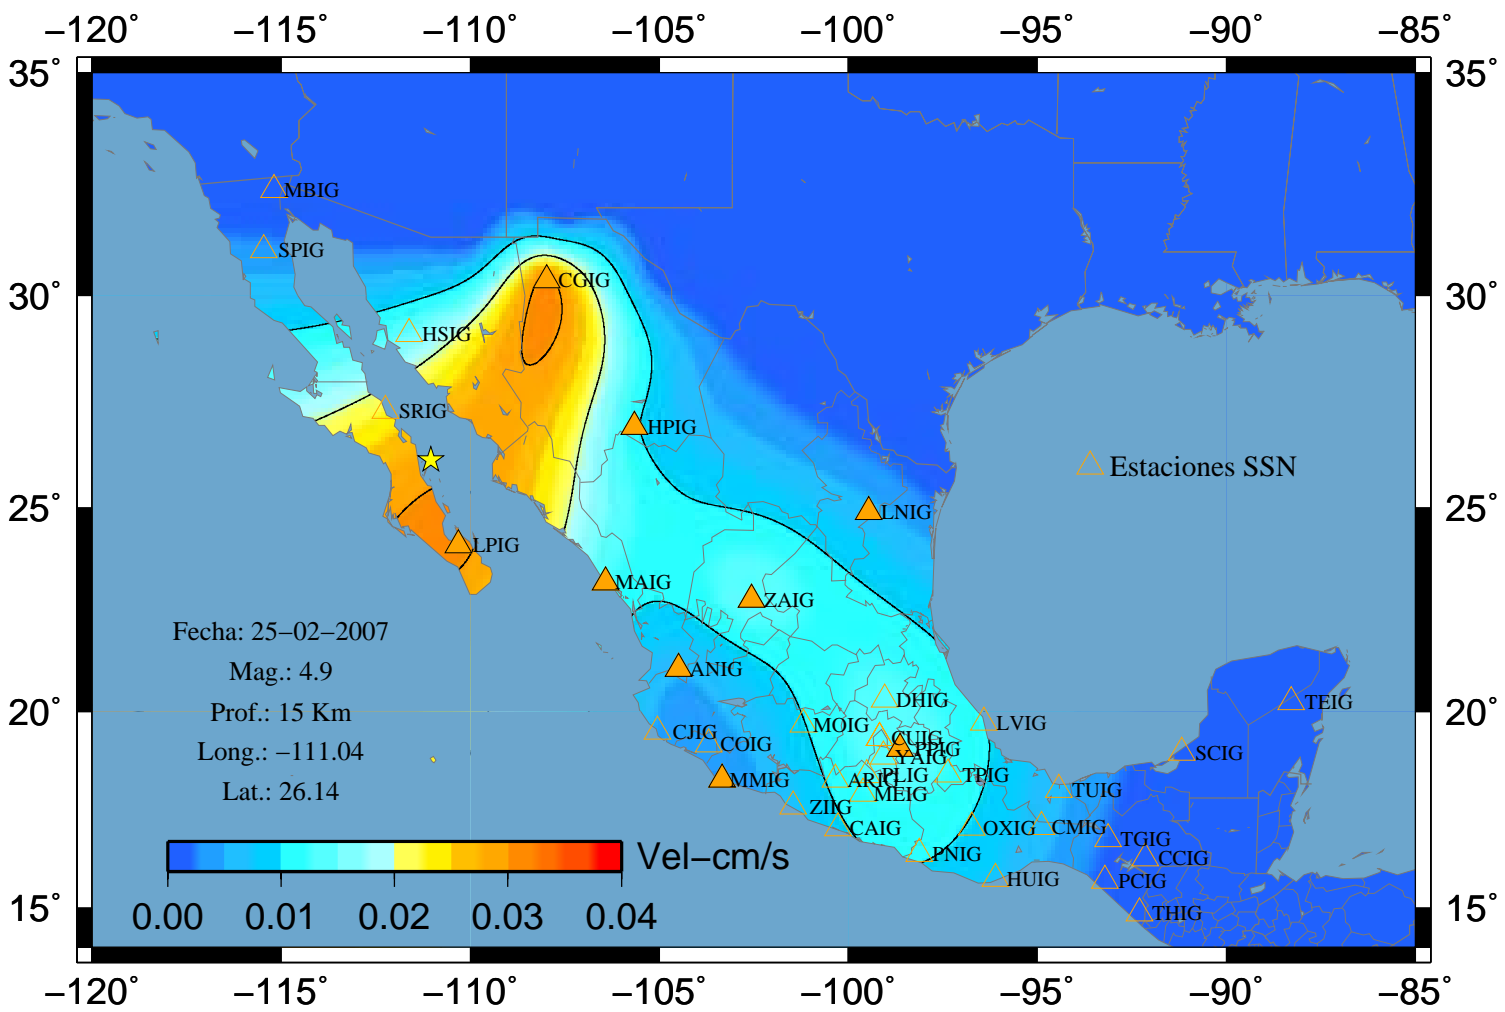 −120° −115° −110° −105° −100° −95° −90° −85°
35° 35°
MBIG
SPIG
30° CGIG 30°
HSIG
SRIG
HPIG
Estaciones SSN
25° LNIG 25°
LPIG
MAIG
ZAIG
Fecha: 25−02−2007
Mag.: 4.9
ANIG
DHIG
TEIG
Prof.: 15 Km
20° 20°
MOIG
LVIG
CJIG
CUIG
COIG
PPIG
SCIG
Long.: −111.04
YAIG
PLIG
TPIG
ARIG
MMIG
Lat.: 26.14
MEIG
TUIG
ZIIG
CAIG
OXIG
CMIG
TGIG
PNIG
CCIG
Vel−cm/s
HUIG
PCIG
THIG
15° 15°
0.00 0.01 0.02 0.03 0.04
−120° −115° −110° −105° −100° −95° −90° −85°